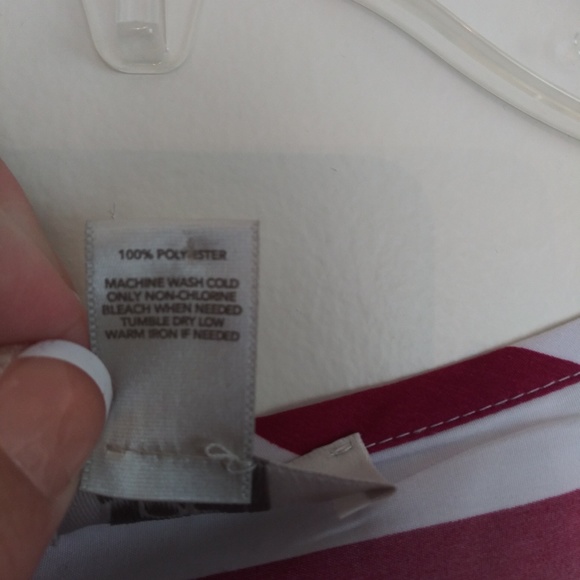 100% POLYESTER
MACHINE WASH COLD
ONLY NON-CHLORINE
BLEACH WHEN NEEDED
TUMBLE DRY LOW
WARM IRON IF NEEDED